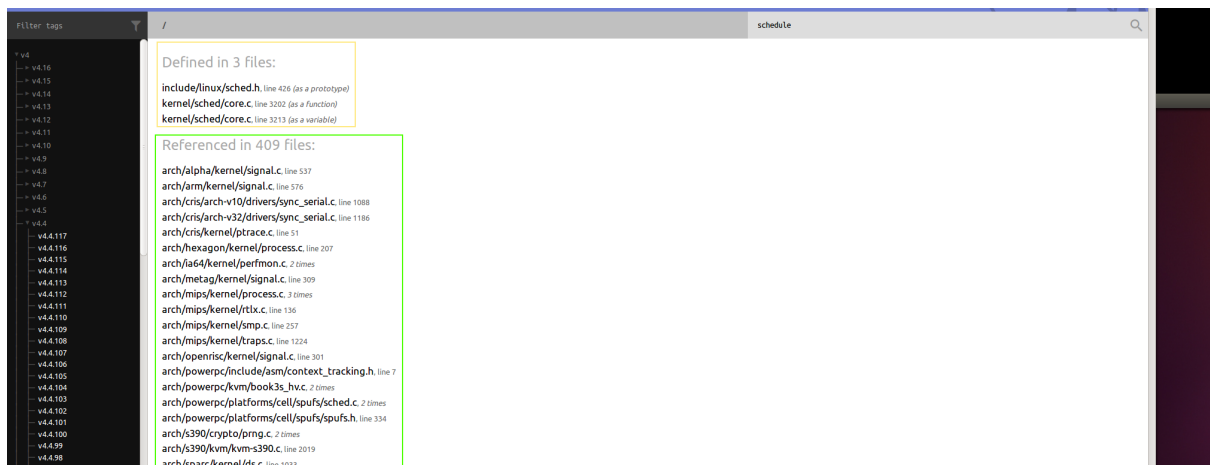 Filter tags
/
schedule
v4
v4.16
v4.15
v4.14
v4.13
v4.12
v4.11
v4.10
v4.9
v4.8
v4.7
v4.6
v4.5
v4.4
v4.4.117
v4.4.116
v4.4.115
v4.4.114
v4.4.113
v4.4.112
v4.4.111
v4.4.110
v4.4.109
v4.4.108
v4.4.107
v4.4.106
v4.4.105
v4.4.104
v4.4.103
v4.4.102
v4.4.101
v4.4.100
v4.4.99
v4.4.98
Defined in 3 files:
include/linux/sched.h, line 426 (as a prototype)
kernel/sched/core.c, line 3202 (as a function)
kernel/sched/core.c, line 3213 (as a variable)
Referenced in 409 files:
arch/alpha/kernel/signal.c, line 537
arch/arm/kernel/signal.c, line 576
arch/cris/arch-v10/drivers/sync_serial.c, line 1088
arch/cris/arch-v32/drivers/sync_serial.c, line 1186
arch/cris/kernel/ptrace.c, line 51
arch/hexagon/kernel/process.c, line 207
arch/ia64/kernel/perfmon.c, 2 times
arch/metag/kernel/signal.c, line 309
arch/mips/kernel/process.c, 3 times
arch/mips/kernel/rtlx.c, line 136
arch/mips/kernel/smp.c, line 257
arch/mips/kernel/traps.c, line 1224
arch/openrisc/kernel/signal.c, line 301
arch/powerpc/include/asm/context_tracking.h, line 7
arch/powerpc/kvm/book3s_hv.c, 2 times
arch/powerpc/platforms/cell/spufs/sched.c, 2 times
arch/powerpc/platforms/cell/spufs/spufs.h, line 334
arch/s390/crypto/prng.c, 2 times
arch/s390/kvm/kvm-s390.c, line 2019
arch/sparc/kernel/ds.c, line 1033